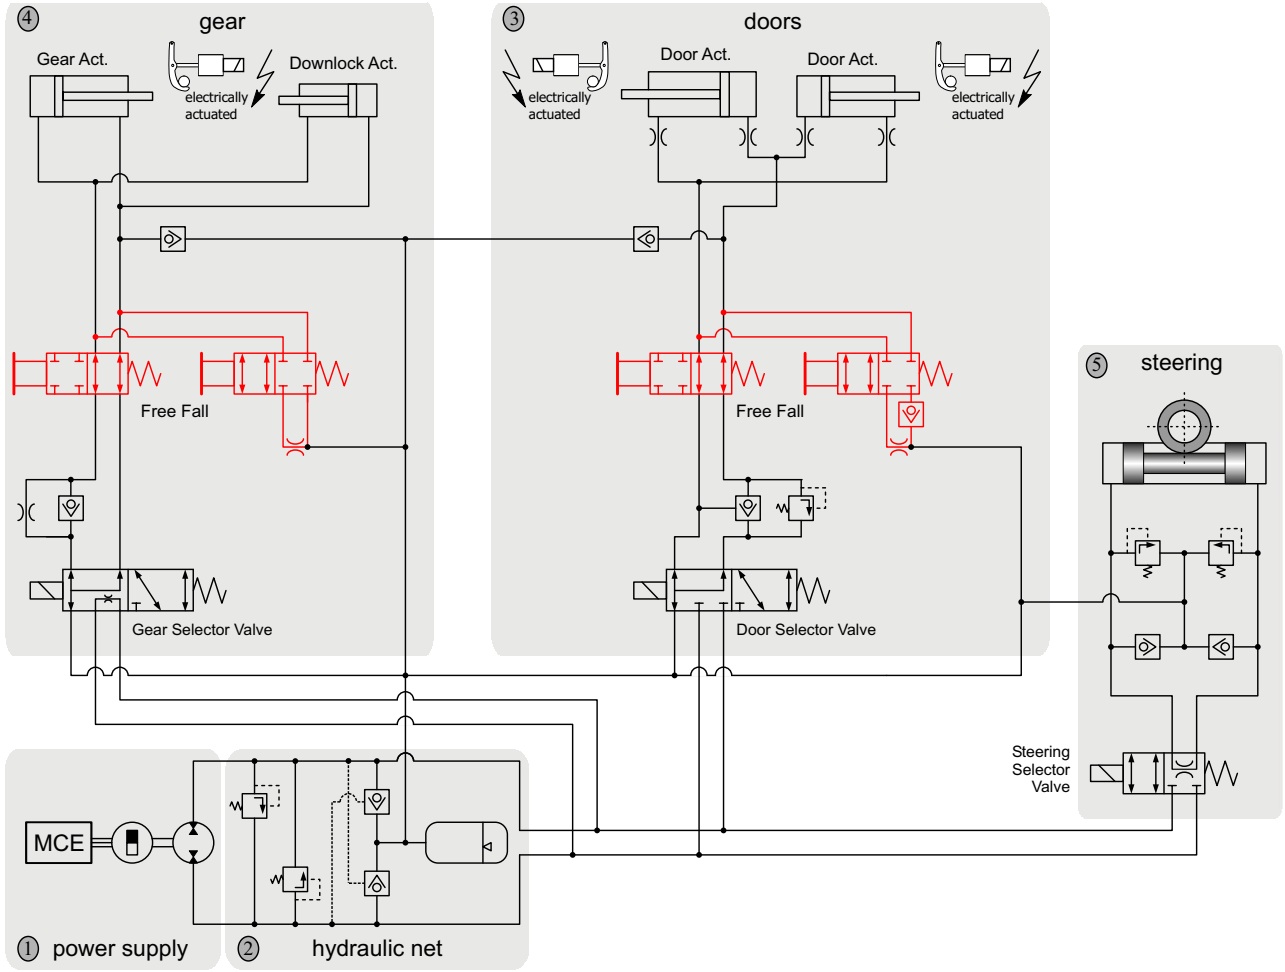 4
gear
Gear Act.
Downlock Act.
electrically
actuated
3
doors
Door Act.
Door Act.
electrically
actuated
electrically
actuated
Free Fall
Free Fall
5
steering
Gear Selector Valve
Door Selector Valve
Steering
Selector
Valve
MCE
1
power supply
2
hydraulic net